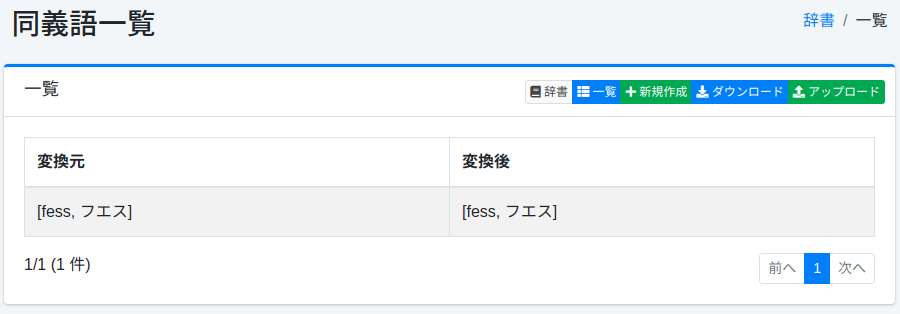 同義語一覧
辞書 / 一覧
一覧
辞書 一覧 新規作成 ダウンロード アップロード
変換元 変換後
[fess, フエス] [fess, フエス]
1/1 (1 件)
前へ 1 次へ